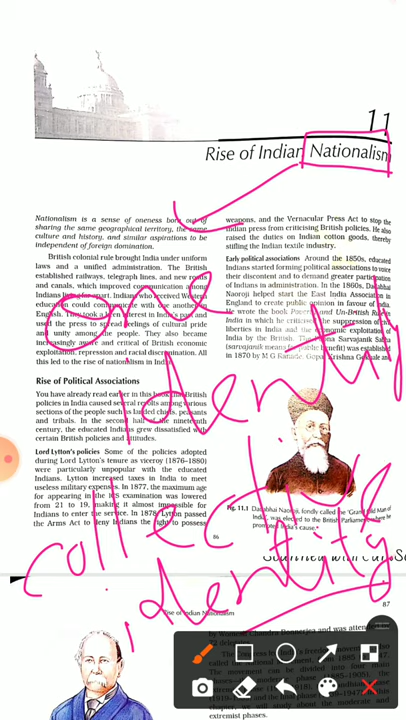 11
Rise of Indian Nationalism
Nationalism is a sense of oneness born out of
sharing the same geographical territory, the same
culture and history, and similar aspirations to be
independent of foreign domination.
British colonial rule brought India under uniform
laws and a unified administration. The British
established railways, telegraph lines, and new roads
and canals, which improved communication among
Indians
education could communicate with one another in
English. They took a keen interest in India's past and
used the press to spread feelings of cultural pride
and unity among the people. They also became
increasingly aware and critical of British economic
exploitation, repression and racial discrimination. All
this led to the rise of nationalism in India.
Rise of Political Associations
You have already read earlier in this book that British
policies in India caused several revolts among various
sections of the people such as landed chiefs, peasants
and tribals. In the second half of the nineteenth
century, the educated Indians grew dissatisfied with
certain British policies and attitudes.
Lord Lytton's policies Some of the policies adopted
during Lord Lytton's tenure as viceroy (1876–1880)
were particularly unpopular with the educated
Indians. Lytton increased taxes in India to meet
useless military expenses. In 1877, the maximum age
for appearing in the ICS examination was lowered
from 21 to 19, making it almost impossible for
Indians to enter the service. In 1878, Lytton passed
the Arms Act to deny Indians the right to possess
86
weapons, and the Vernacular Press Act to stop the
Indian press from criticising British policies. He also
raised the duties on Indian cotton goods, thereby
stifling the Indian textile industry.
Early political associations Around the 1850s, educated
Indians started forming political associations to voice
their discontent and to demand greater participation
of Indians in administration. In the 1860s, Dadabhai
Naoroji helped start the East India Association in
He wrote the book Poverty and Un-British Rule in
India in which he criticised the suppression of
liberties in India and the economic exploitation of
India by the British. The Poona Sarvajanik Sabha
(sarvajanik means for public benefit) was established
in 1870 by M G Ranade, Gopal Krishna Gokhale and
Fig. 11.1 Dadabhai Naoroji, fondly called the 'Grand Old Man of
India', was elected to the British Parliament where he
promoted India's cause.
one
identity
collective
identity
87
Rise of Indian Nationalism
extremist phases.